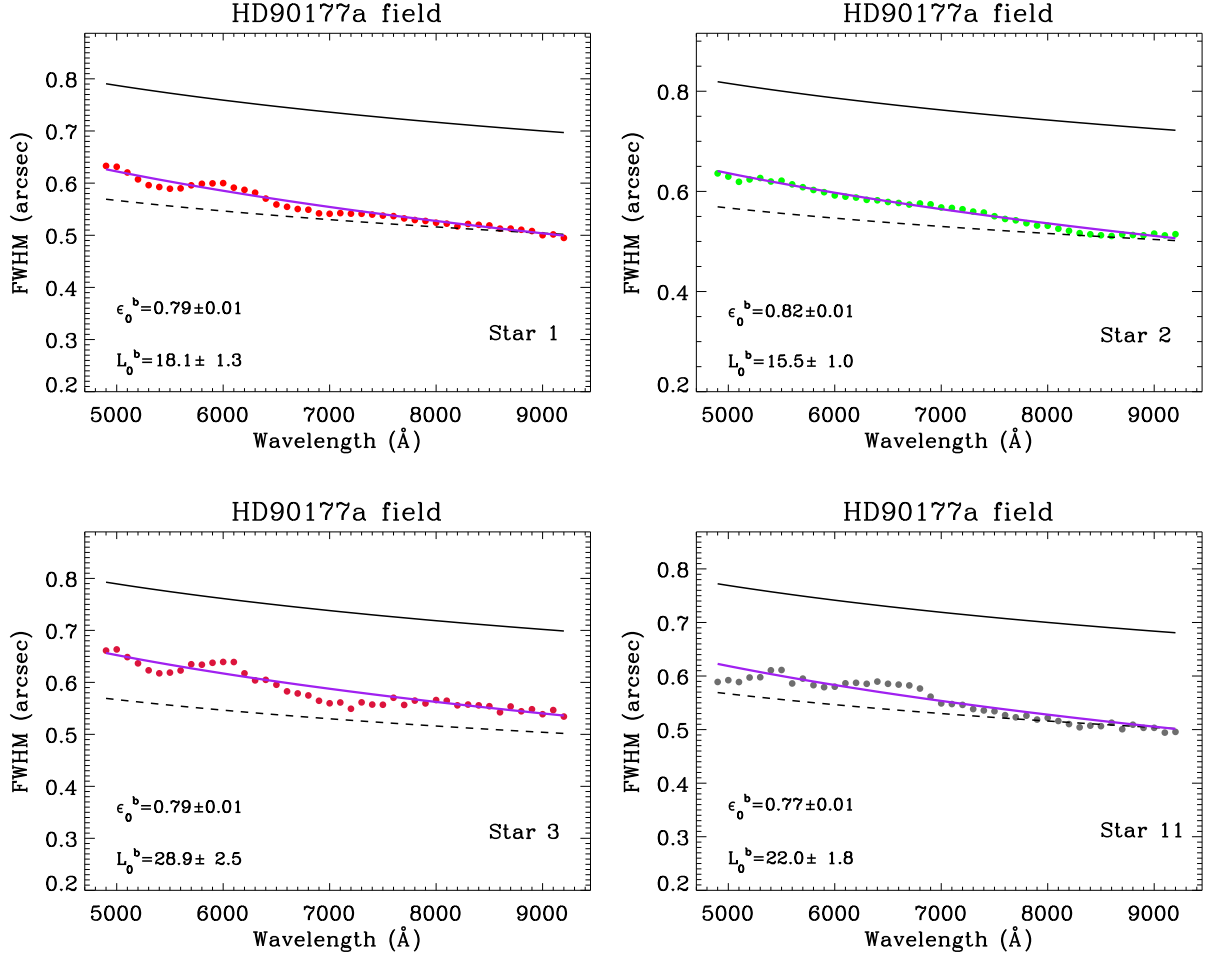 HD90177a field
0.8
0.7
0.6
0.5
0.4
0.3
0.2
FWHM (arcsec)
ϵ₀ᵇ=0.79±0.01
L₀ᵇ=18.1± 1.3
Star 1
5000 6000 7000 8000 9000
Wavelength (Å)
HD90177a field
0.8
0.6
0.4
0.2
FWHM (arcsec)
ϵ₀ᵇ=0.82±0.01
L₀ᵇ=15.5± 1.0
Star 2
5000 6000 7000 8000 9000
Wavelength (Å)
HD90177a field
0.8
0.7
0.6
0.5
0.4
0.3
0.2
FWHM (arcsec)
ϵ₀ᵇ=0.79±0.01
L₀ᵇ=28.9± 2.5
Star 3
5000 6000 7000 8000 9000
Wavelength (Å)
HD90177a field
0.8
0.7
0.6
0.5
0.4
0.3
0.2
FWHM (arcsec)
ϵ₀ᵇ=0.77±0.01
L₀ᵇ=22.0± 1.8
Star 11
5000 6000 7000 8000 9000
Wavelength (Å)